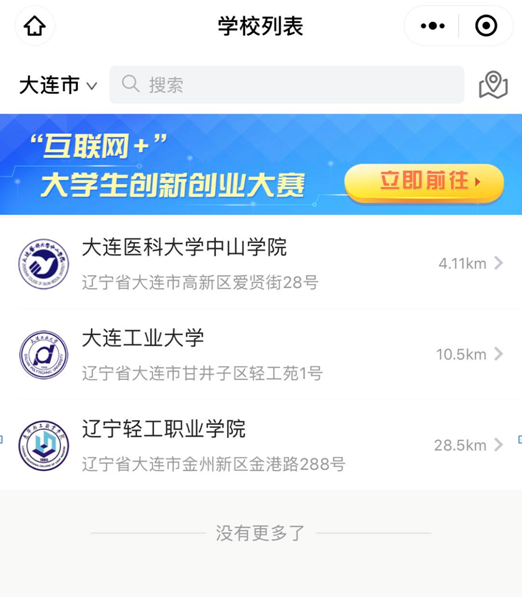 学校列表
大连市
搜索
“互联网+”
大学生创新创业大赛
立即前往
大连医科大学中山学院
4.11km
辽宁省大连市高新区爱贤街28号
大连工业大学
10.5km
辽宁省大连市甘井子区轻工苑1号
辽宁轻工职业学院
28.5km
辽宁省大连市金州新区金港路288号
没有更多了